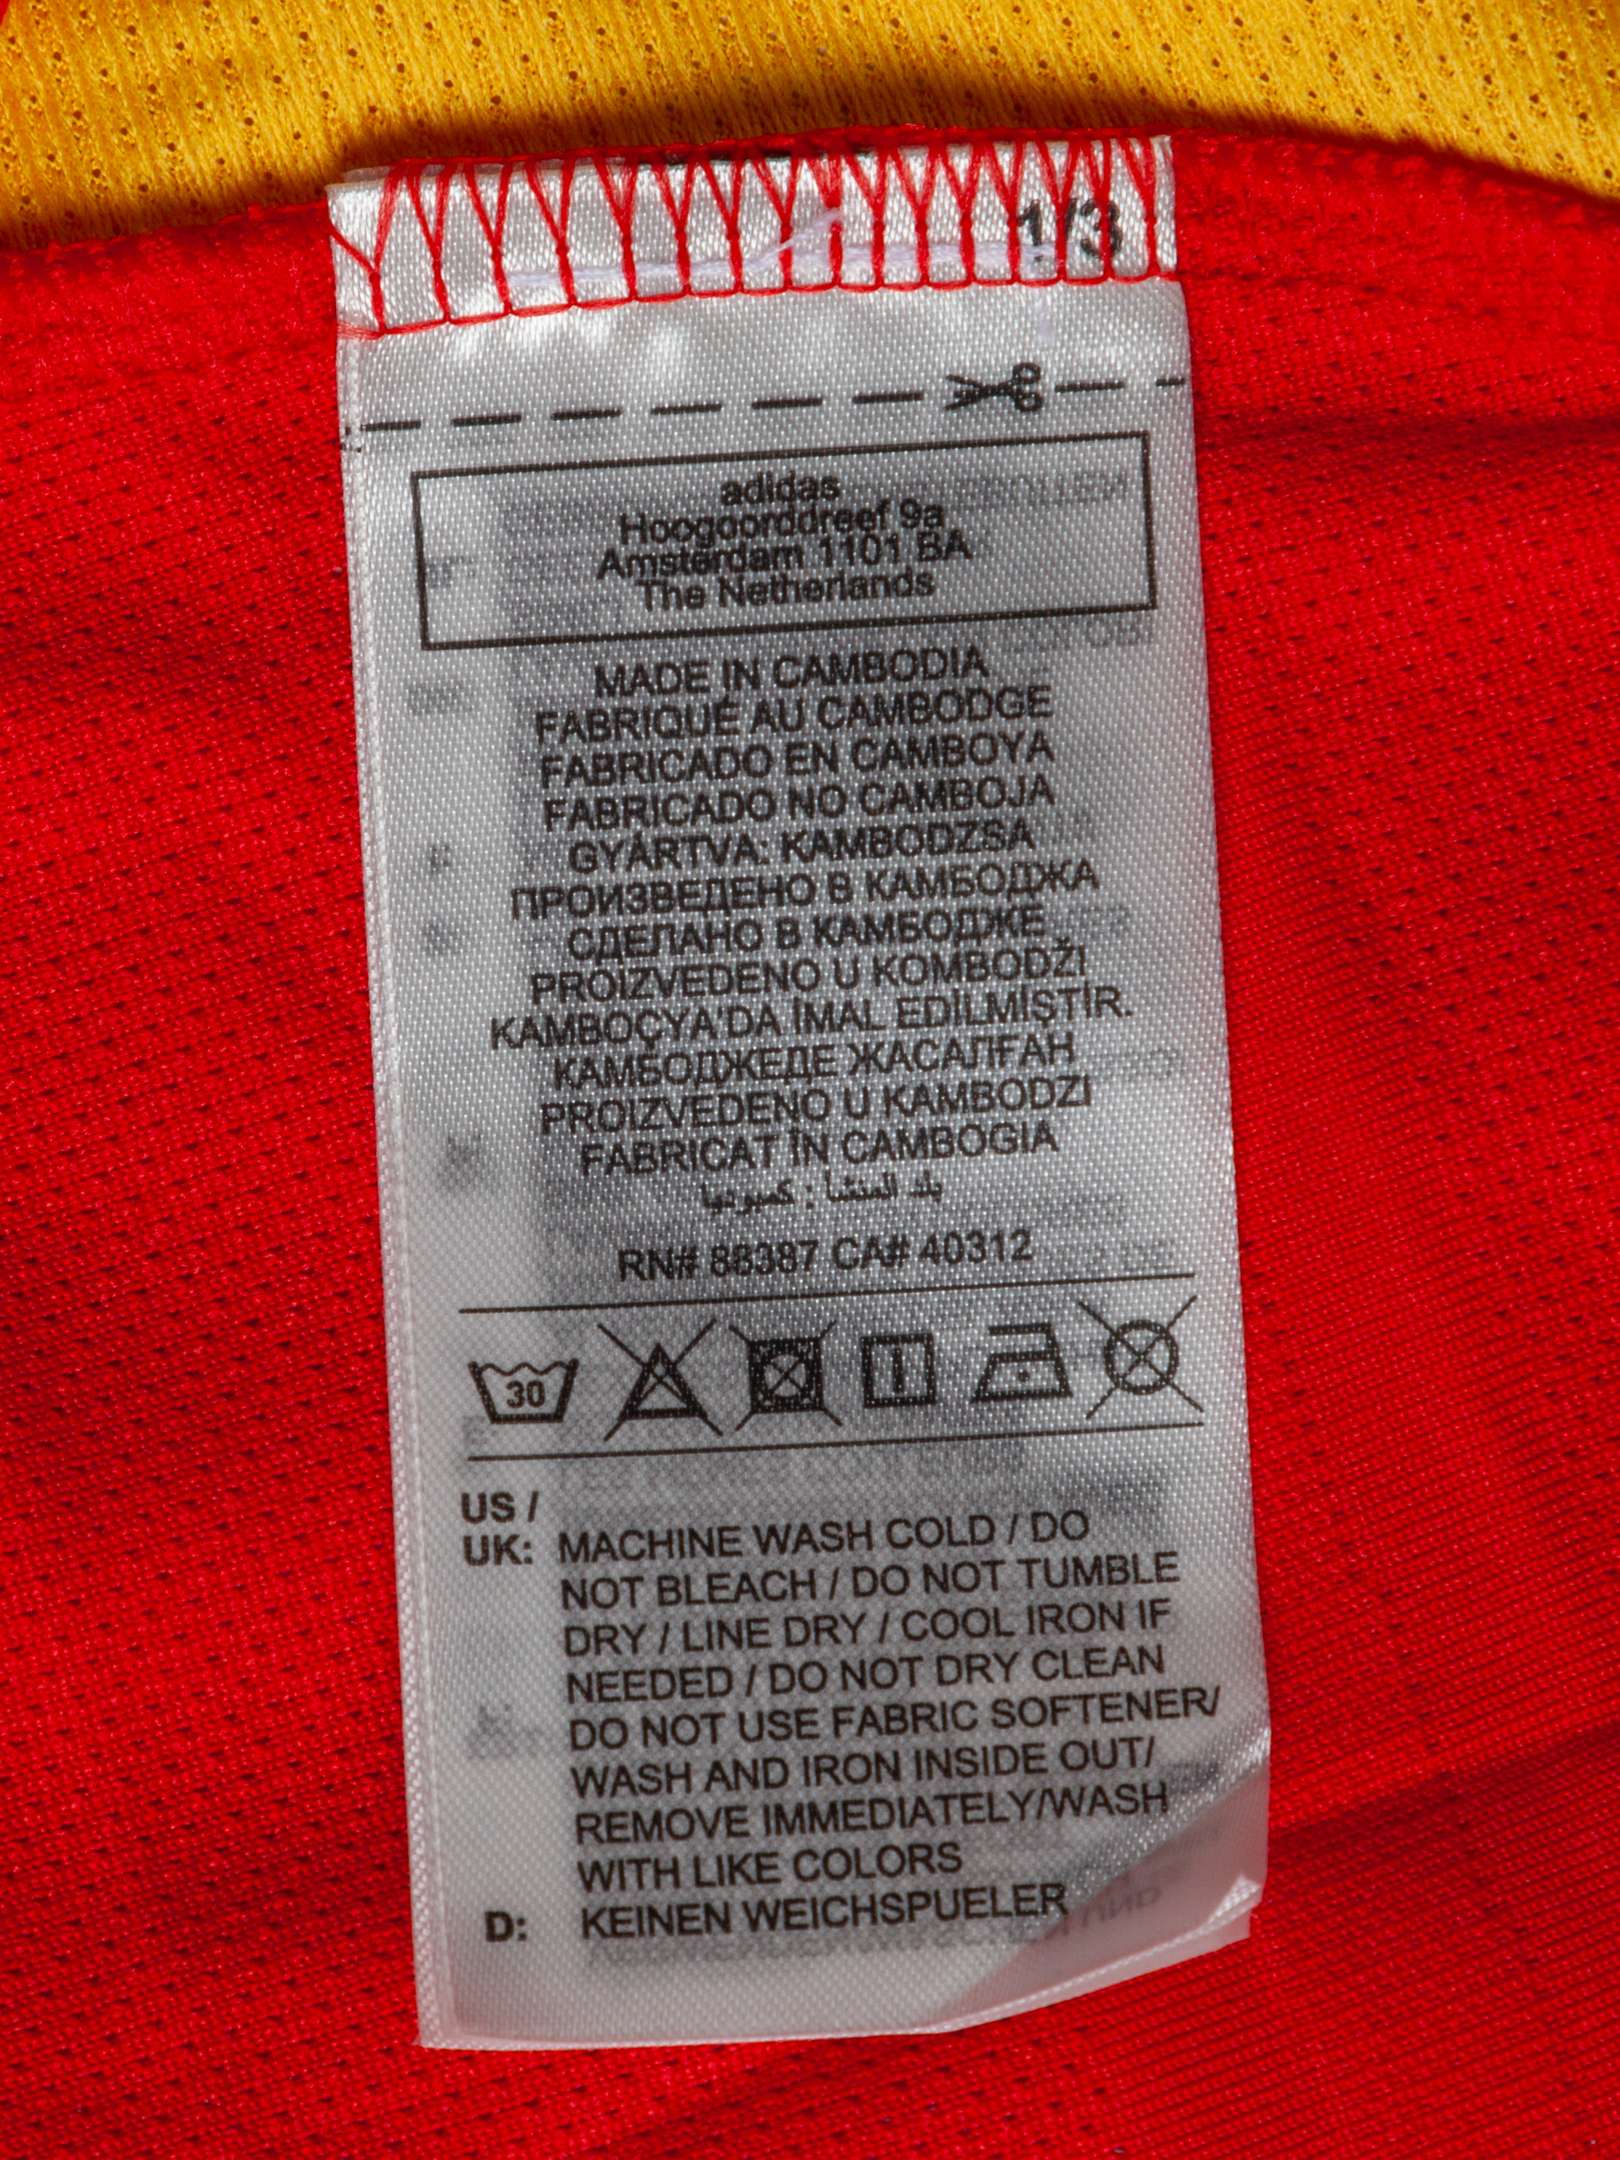 1/3
adidas
Hoogoorddreef 9a
Amsterdam 1101 BA
The Netherlands
MADE IN CAMBODIA
FABRIQUÉ AU CAMBODGE
FABRICADO EN CAMBOYA
FABRICADO NO CAMBOJA
GYÁRTVA: KAMBODZSA
ПРОИЗВЕДЕНО В КАМБОДЖА
СДЕЛАНО В КАМБОДЖЕ
PROIZVEDENO U KOMBODŽI
KAMBOÇYA'DA İMAL EDİLMİŞTİR.
КАМБОДЖЕДЕ ЖАСАЛҒАН
PROIZVEDENO U KAMBODZI
FABRICAT ÎN CAMBOGIA
بلد المنشأ : كمبوديا
RN# 88387 CA# 40312
30
US /
UK: MACHINE WASH COLD / DO
NOT BLEACH / DO NOT TUMBLE
DRY / LINE DRY / COOL IRON IF
NEEDED / DO NOT DRY CLEAN
DO NOT USE FABRIC SOFTENER/
WASH AND IRON INSIDE OUT/
REMOVE IMMEDIATELY/WASH
WITH LIKE COLORS
D: KEINEN WEICHSPUELER